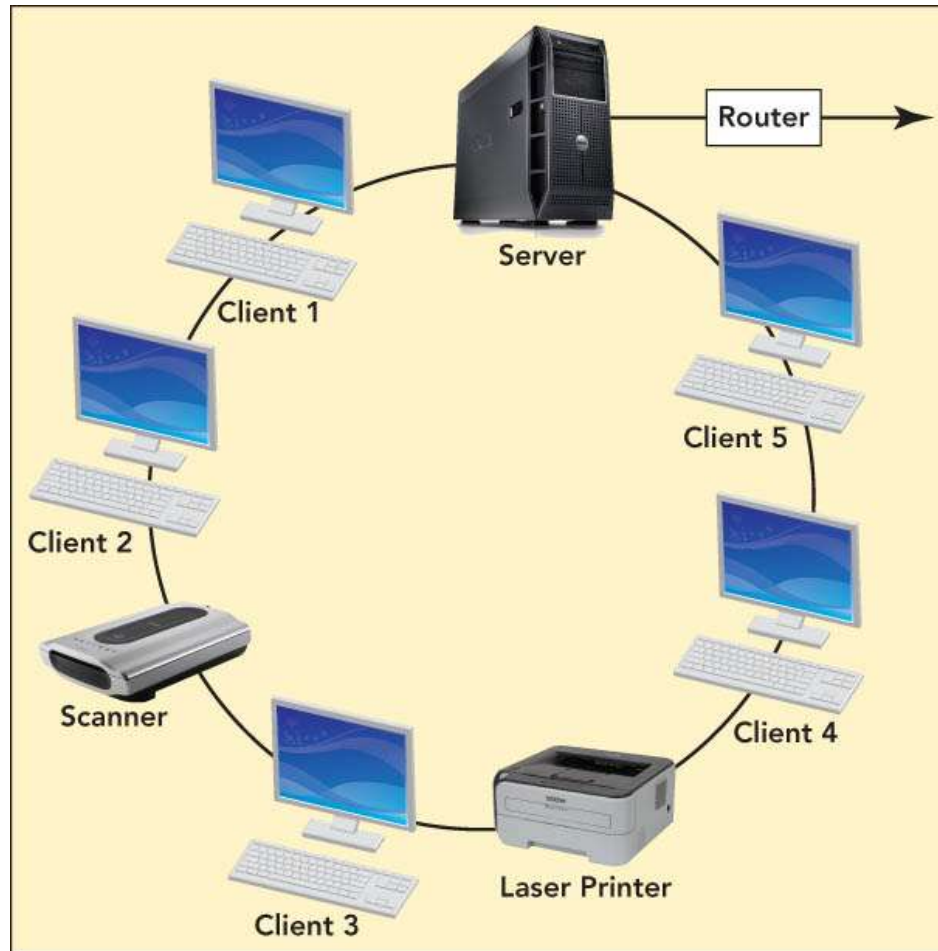 Router
Server
Client 1
Client 5
Client 2
Client 4
Scanner
Laser Printer
Client 3